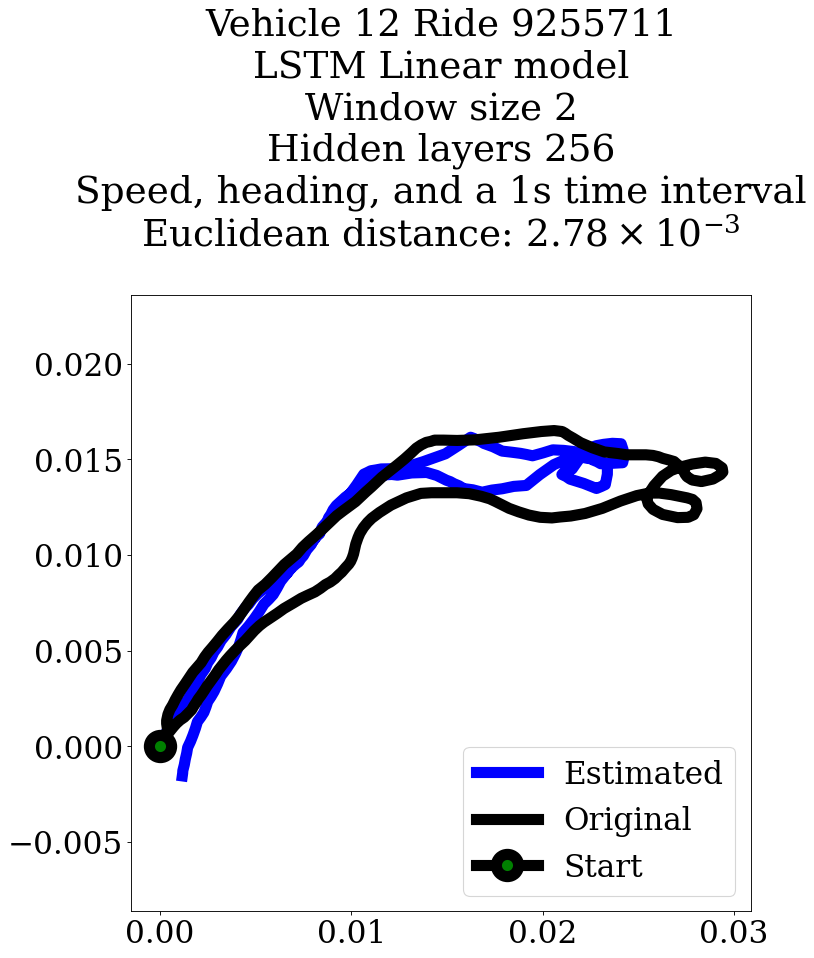 Vehicle 12 Ride 9255711
LSTM Linear model
Window size 2
Hidden layers 256
Speed, heading, and a 1s time interval
Euclidean distance: 2.78 × 10⁻³
0.020
0.015
0.010
0.005
0.000
−0.005
0.00 0.01 0.02 0.03
Estimated
Original
Start